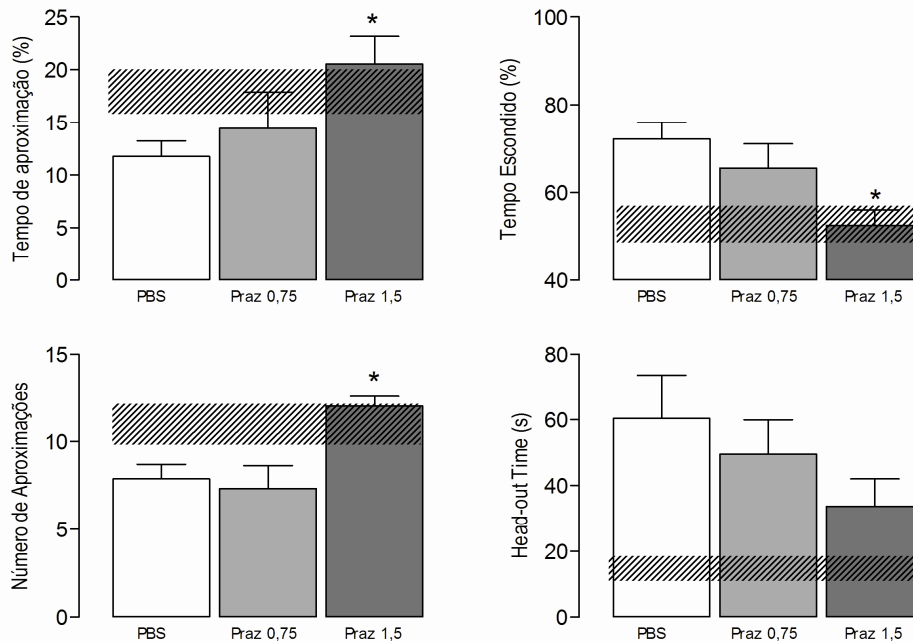 Tempo de aproximação (%)
25
20
15
10
5
0
*
PBS
Praz 0,75
Praz 1,5
Tempo Escondido (%)
100
80
60
40
*
PBS
Praz 0,75
Praz 1,5
Número de Aproximações
15
10
5
0
*
PBS
Praz 0,75
Praz 1,5
Head-out Time (s)
80
60
40
20
0
PBS
Praz 0,75
Praz 1,5